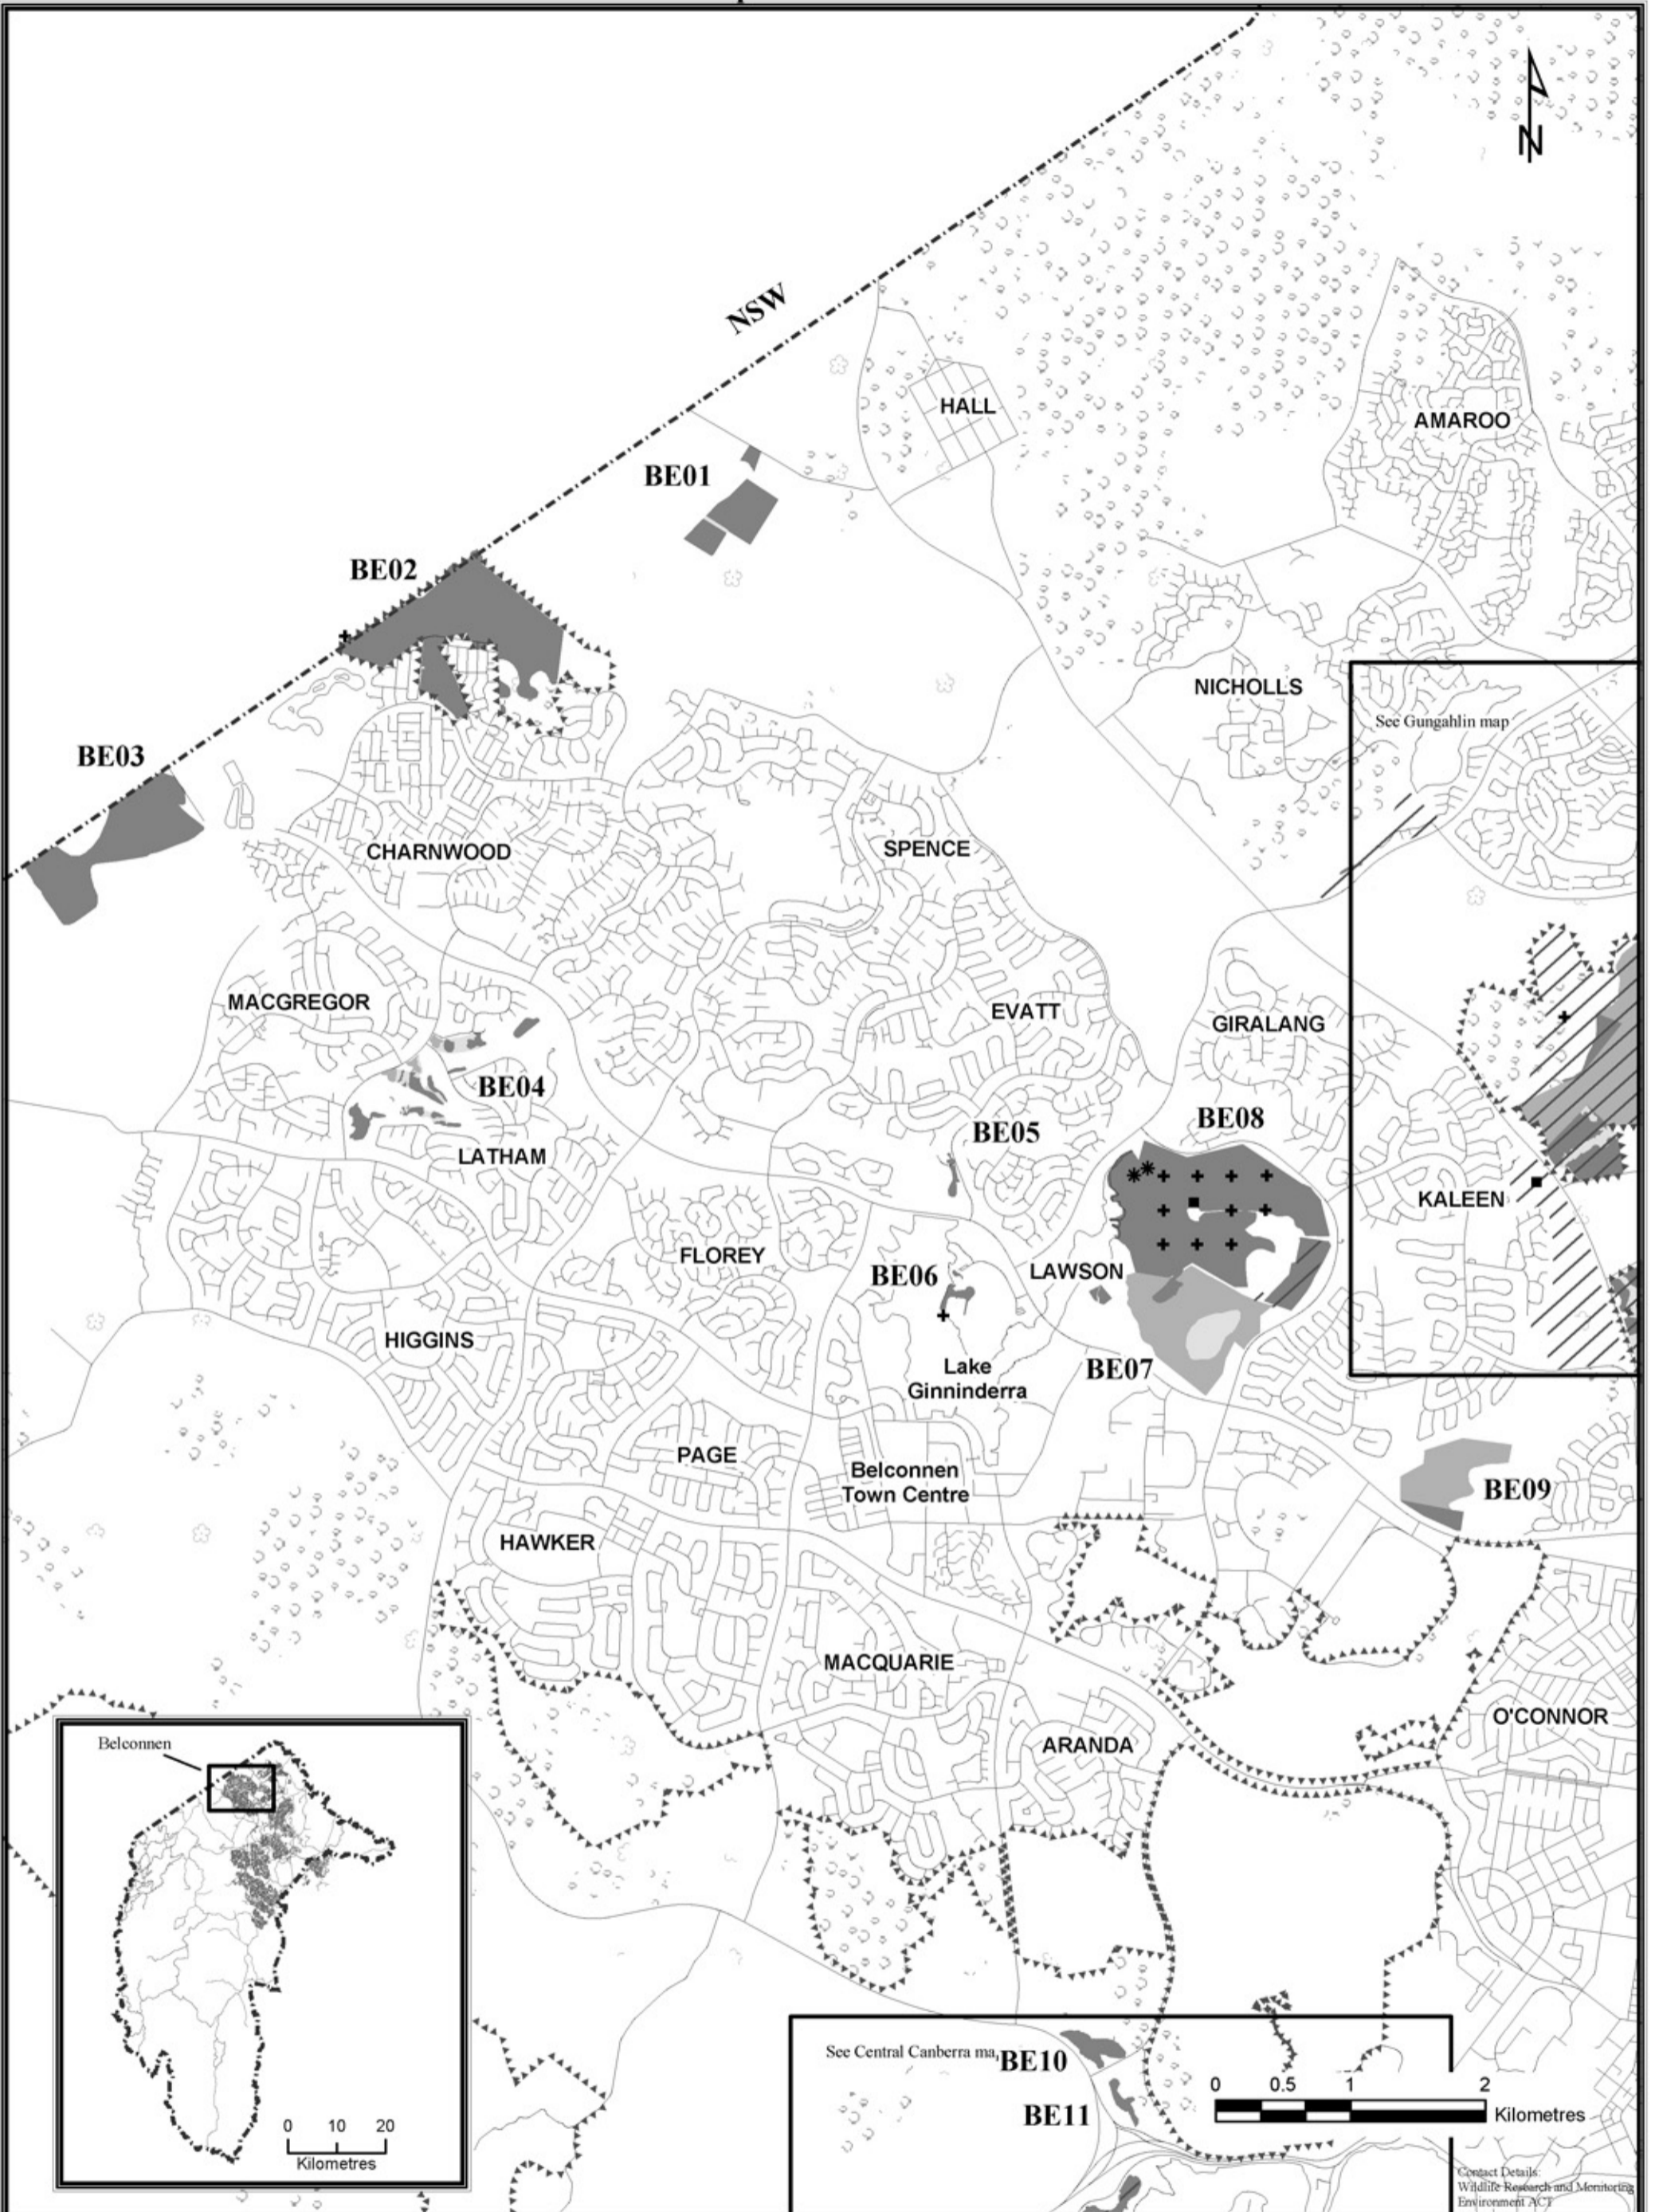 N
NSW
HALL
AMAROO
BE01
BE02
NICHOLLS
See Gungahlin map
BE03
CHARNWOOD
SPENCE
MACGREGOR
EVATT
GIRALANG
BE04
BE05
BE08
LATHAM
KALEEN
FLOREY
BE06
LAWSON
HIGGINS
Lake
Ginninderra
BE07
PAGE
Belconnen
Town Centre
BE09
HAWKER
MACQUARIE
O'CONNOR
ARANDA
Belconnen
0 10 20
Kilometres
See Central Canberra ma
BE10
BE11
0 0.5 1 2
Kilometres
Contact Details:
Wildlife Research and Monitoring
Environment ACT